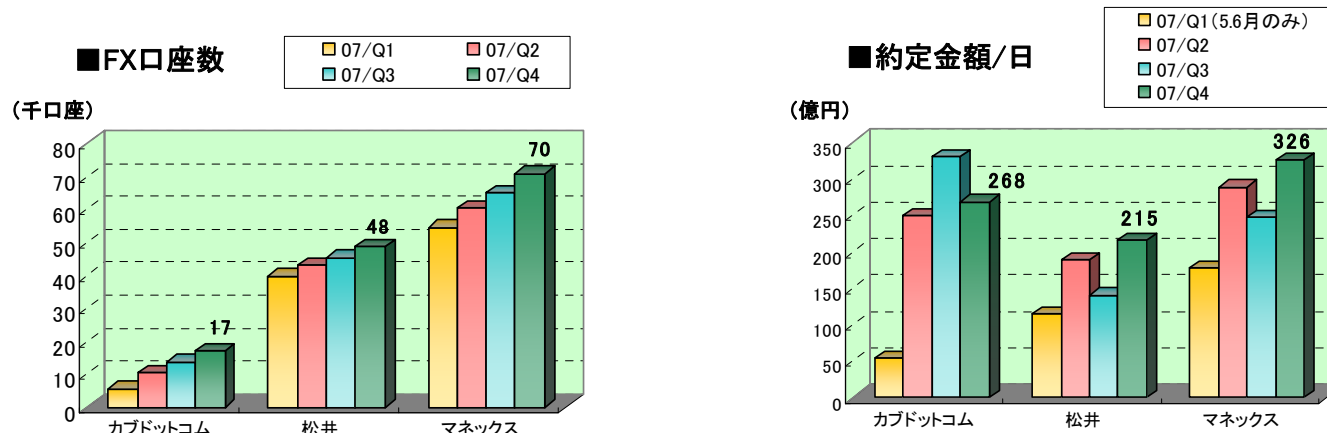 ■FX口座数
07/Q1 07/Q2
07/Q3 07/Q4
(千口座)
80
70
60
50
40
30
20
10
0
17
48
70
カブドットコム 松井 マネックス
■約定金額/日
07/Q1(5.6月のみ)
07/Q2
07/Q3
07/Q4
(億円)
350
300
250
200
150
100
50
0
268
215
326
カブドットコム 松井 マネックス